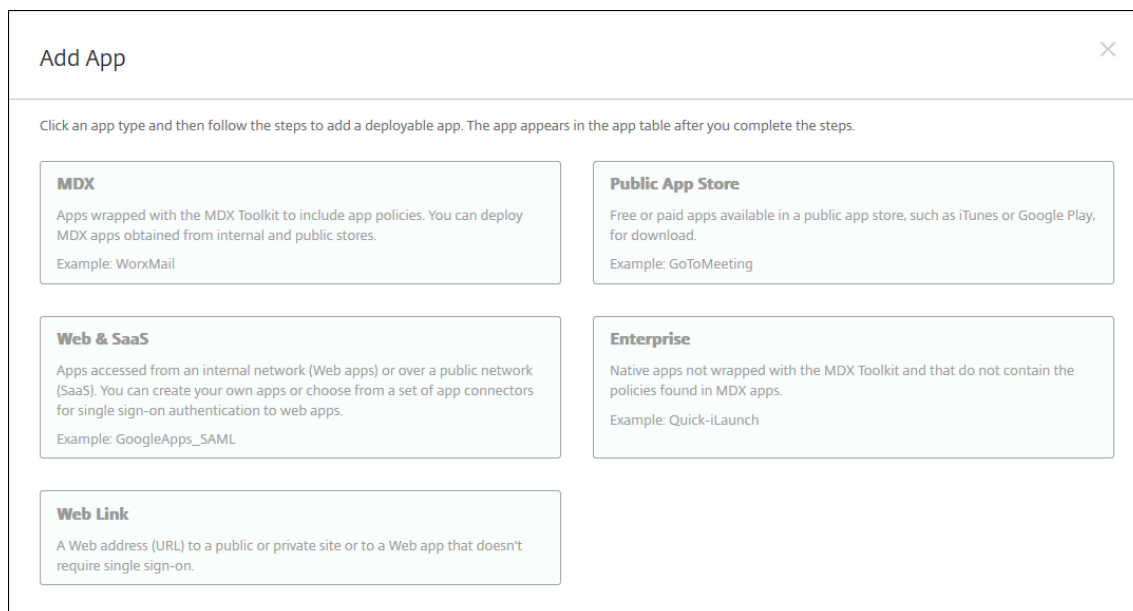 Add App
Click an app type and then follow the steps to add a deployable app. The app appears in the app table after you complete the steps.
MDX
Apps wrapped with the MDX Toolkit to include app policies. You can deploy
MDX apps obtained from internal and public stores.
Example: WorxMail
Public App Store
Free or paid apps available in a public app store, such as iTunes or Google Play,
for download.
Example: GoToMeeting
Web & SaaS
Apps accessed from an internal network (Web apps) or over a public network
(SaaS). You can create your own apps or choose from a set of app connectors
for single sign-on authentication to web apps.
Example: GoogleApps_SAML
Enterprise
Native apps not wrapped with the MDX Toolkit and that do not contain the
policies found in MDX apps.
Example: Quick-iLaunch
Web Link
A Web address (URL) to a public or private site or to a Web app that doesn't
require single sign-on.